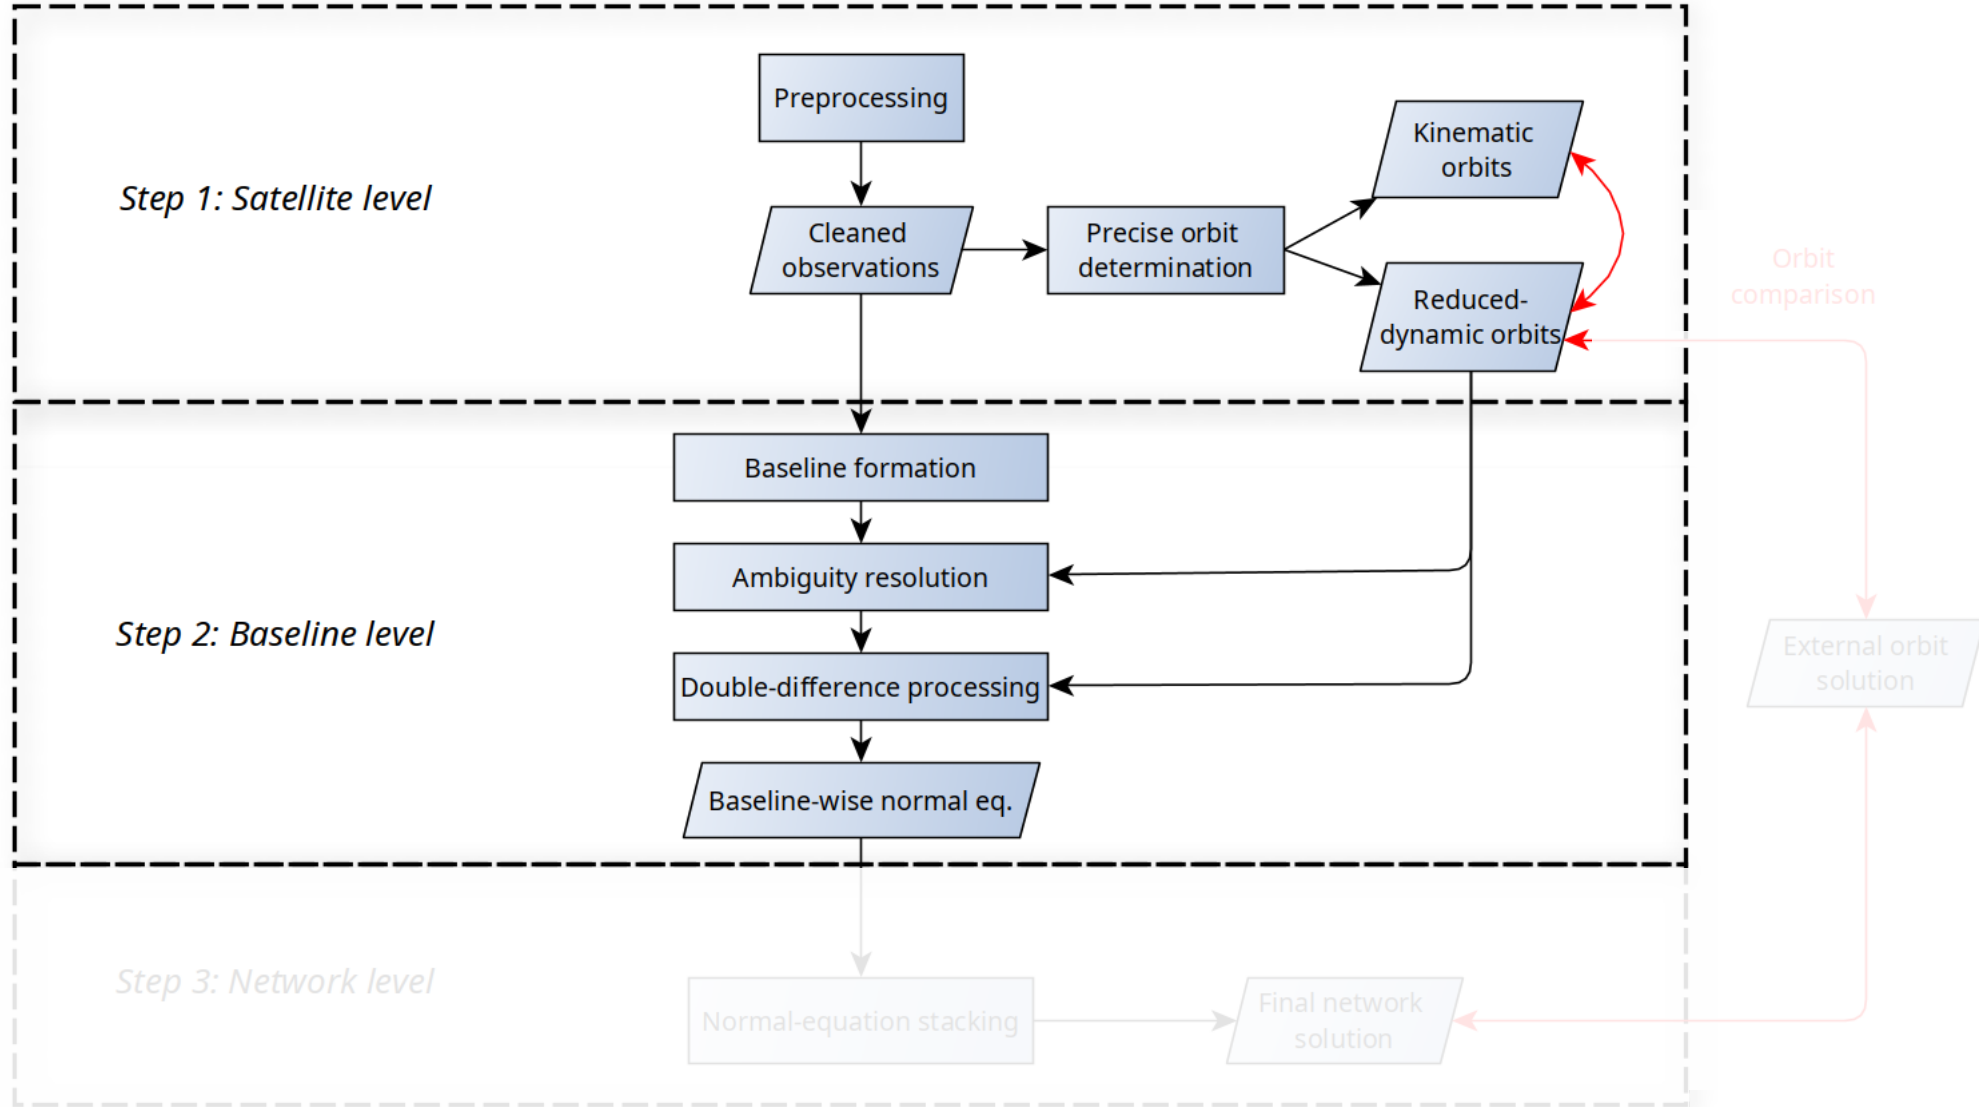 Preprocessing
Kinematic
orbits
Step 1: Satellite level
Cleaned
observations
Precise orbit
determination
Reduced-
dynamic orbits
Orbit
comparison
Baseline formation
Ambiguity resolution
Step 2: Baseline level
Double-difference processing
External orbit
solution
Baseline-wise normal eq.
Step 3: Network level
Normal-equation stacking
Final network
solution